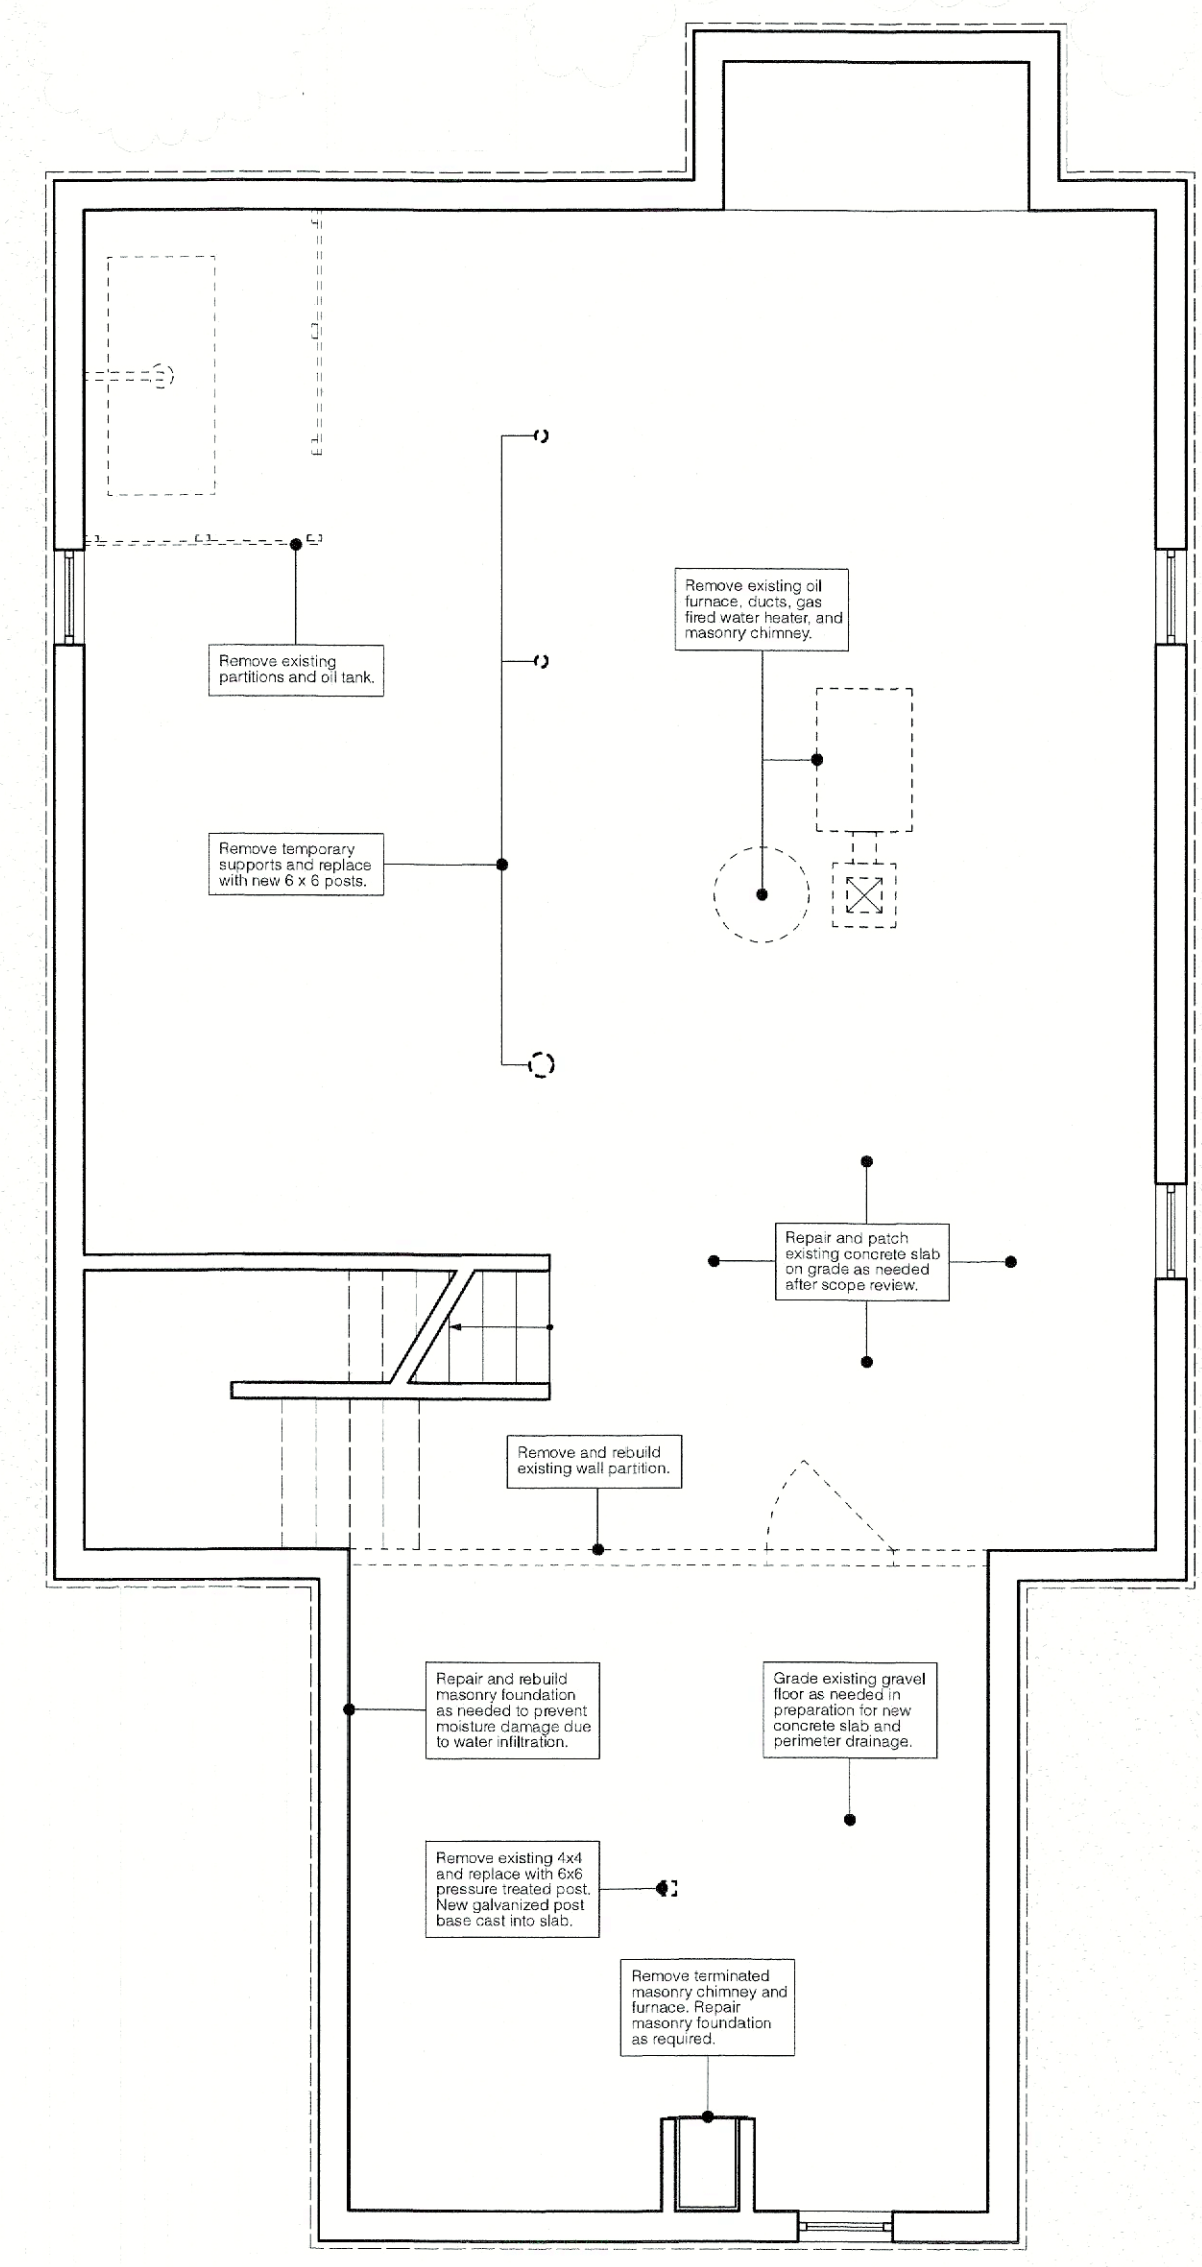 Remove existing oil
furnace, ducts, gas
fired water heater, and
masonry chimney.
Remove existing
partitions and oil tank.
Remove temporary
supports and replace
with new 6 x 6 posts.
Repair and patch
existing concrete slab
on grade as needed
after scope review.
Remove and rebuild
existing wall partition.
Repair and rebuild
masonry foundation
as needed to prevent
moisture damage due
to water infiltration.
Grade existing gravel
floor as needed in
preparation for new
concrete slab and
perimeter drainage.
Remove existing 4x4
and replace with 6x6
pressure treated post.
New galvanized post
base cast into slab.
Remove terminated
masonry chimney and
furnace. Repair
masonry foundation
as required.